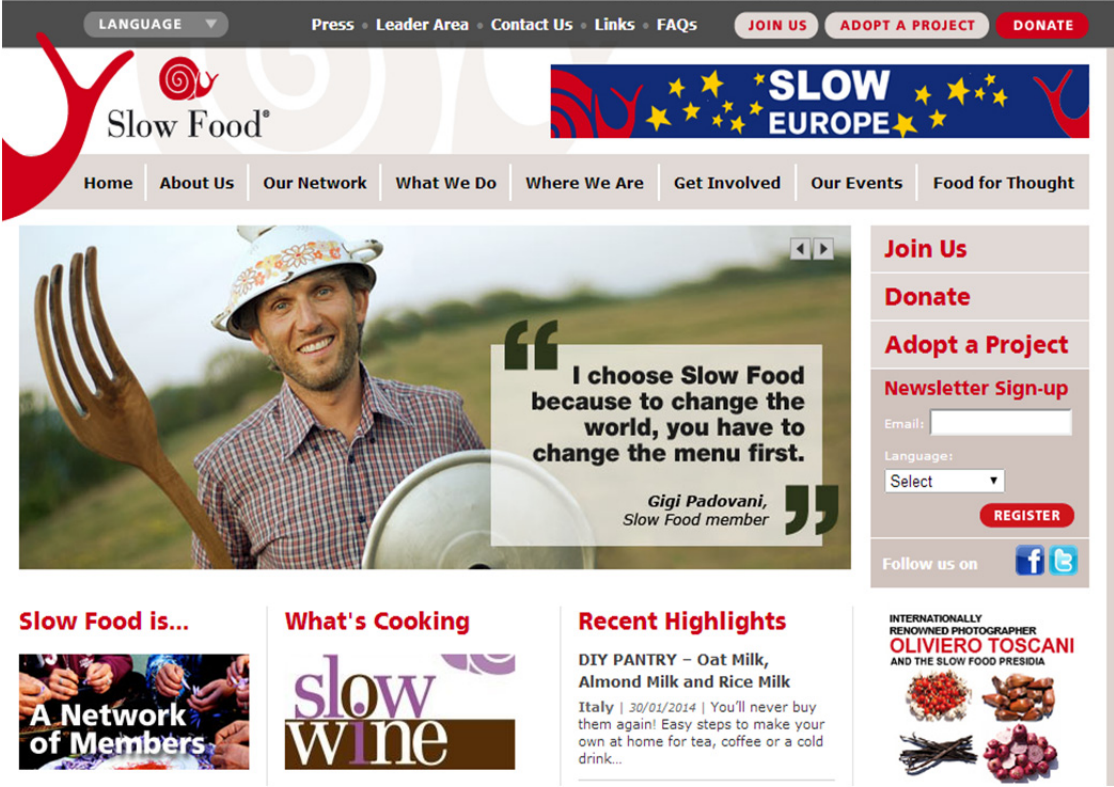 LANGUAGE
Press • Leader Area • Contact Us • Links • FAQs
JOIN US
ADOPT A PROJECT
DONATE
Slow Food®
SLOW
EUROPE
Home
About Us
Our Network
What We Do
Where We Are
Get Involved
Our Events
Food for Thought
“
I choose Slow Food
because to change the
world, you have to
change the menu first.
Gigi Padovani,
Slow Food member
”
Join Us
Donate
Adopt a Project
Newsletter Sign-up
Email:
Language:
Select
REGISTER
Follow us on
Slow Food is...
A Network
of Members
What's Cooking
slow
wine
Recent Highlights
DIY PANTRY – Oat Milk,
Almond Milk and Rice Milk
Italy | 30/01/2014 | You’ll never buy
them again! Easy steps to make your
own at home for tea, coffee or a cold
drink...
INTERNATIONALLY
RENOWNED PHOTOGRAPHER
OLIVIERO TOSCANI
AND THE SLOW FOOD PRESIDIA